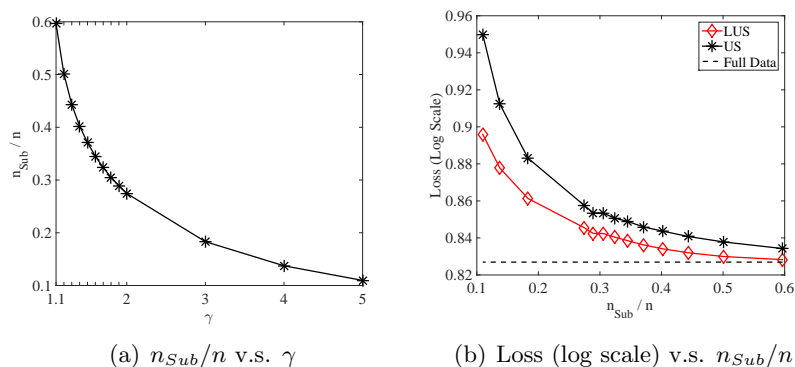 0.6
0.5
0.4
0.3
0.2
0.1
n_Sub / n
1.1
2
3
4
5
γ
(a) n_Sub/n v.s. γ
0.96
0.94
0.92
0.9
0.88
0.86
0.84
0.82
Loss (Log Scale)
LUS
US
Full Data
0.1
0.2
0.3
0.4
0.5
0.6
n_Sub / n
(b) Loss (log scale) v.s. n_Sub/n